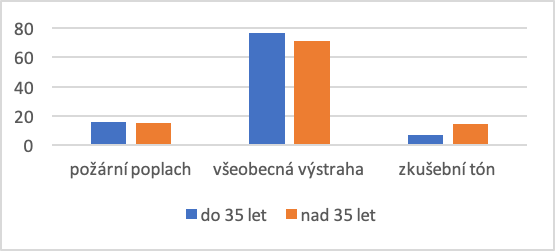 80
60
40
20
0
požární poplach všeobecná výstraha zkušební tón
do 35 let nad 35 let